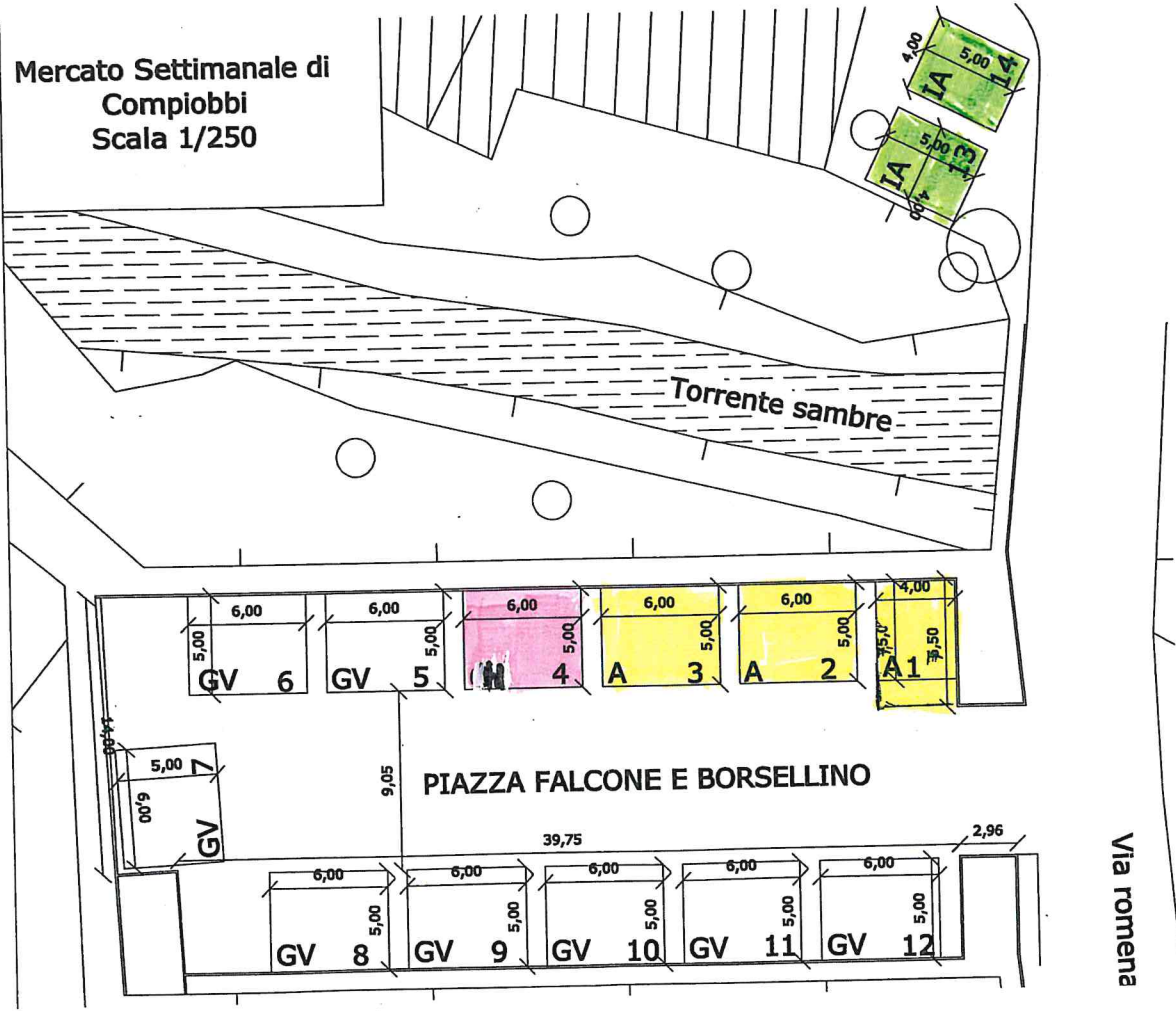 Mercato Settimanale di
Compiobbi
Scala 1/250
4,00
5,00
IA 14
5,00
IA 13
4,00
Torrente sambre
6,00
5,00
GV 6
6,00
5,00
GV 5
6,00
5,00
4
6,00
5,00
A 3
6,00
5,00
A 2
4,00
A1
14,00
5,00
6,00
GV 7
9,05
PIAZZA FALCONE E BORSELLINO
39,75
2,96
6,00
5,00
GV 8
6,00
5,00
GV 9
6,00
5,00
GV 10
6,00
5,00
GV 11
6,00
5,00
GV 12
Via romena